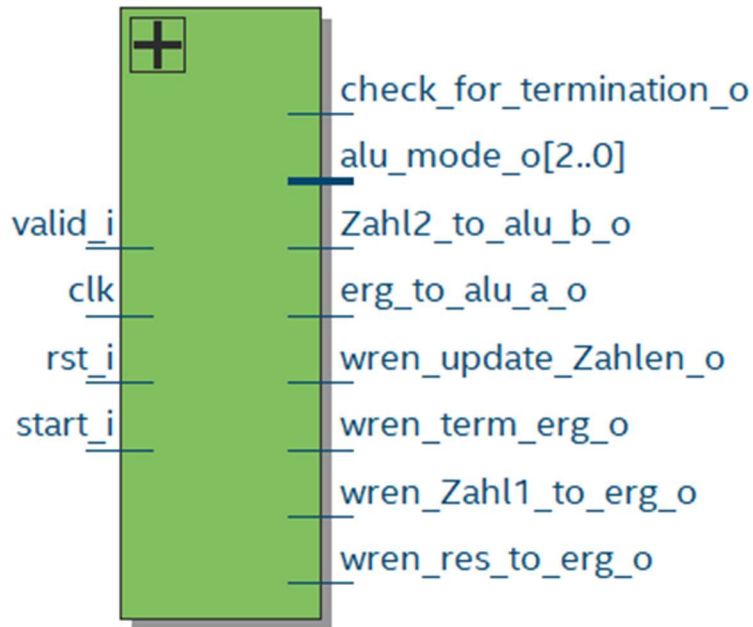 check_for_termination_o
alu_mode_o[2..0]
valid_i
Zahl2_to_alu_b_o
clk
erg_to_alu_a_o
rst_i
wren_update_Zahlen_o
start_i
wren_term_erg_o
wren_Zahl1_to_erg_o
wren_res_to_erg_o